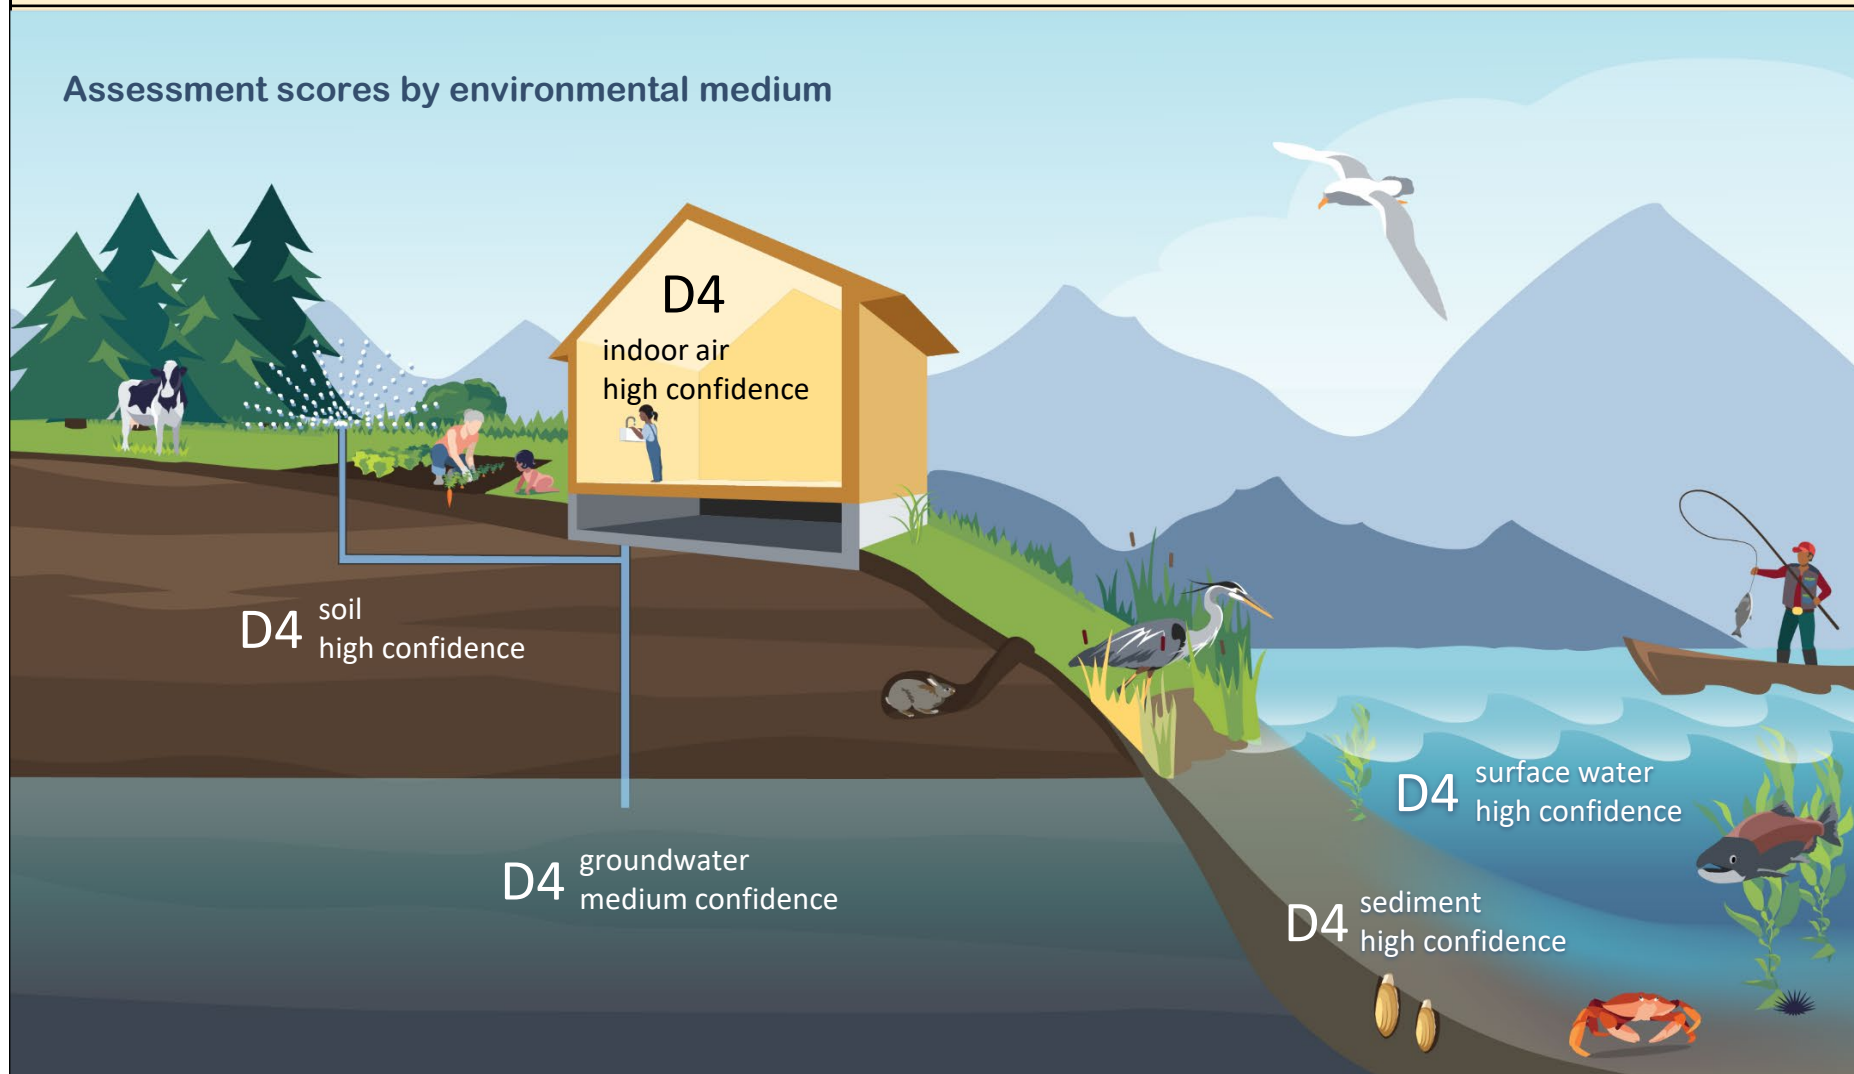 Assessment scores by environmental medium
D4
indoor air
high confidence
D4
soil
high confidence
D4
groundwater
medium confidence
D4
surface water
high confidence
D4
sediment
high confidence